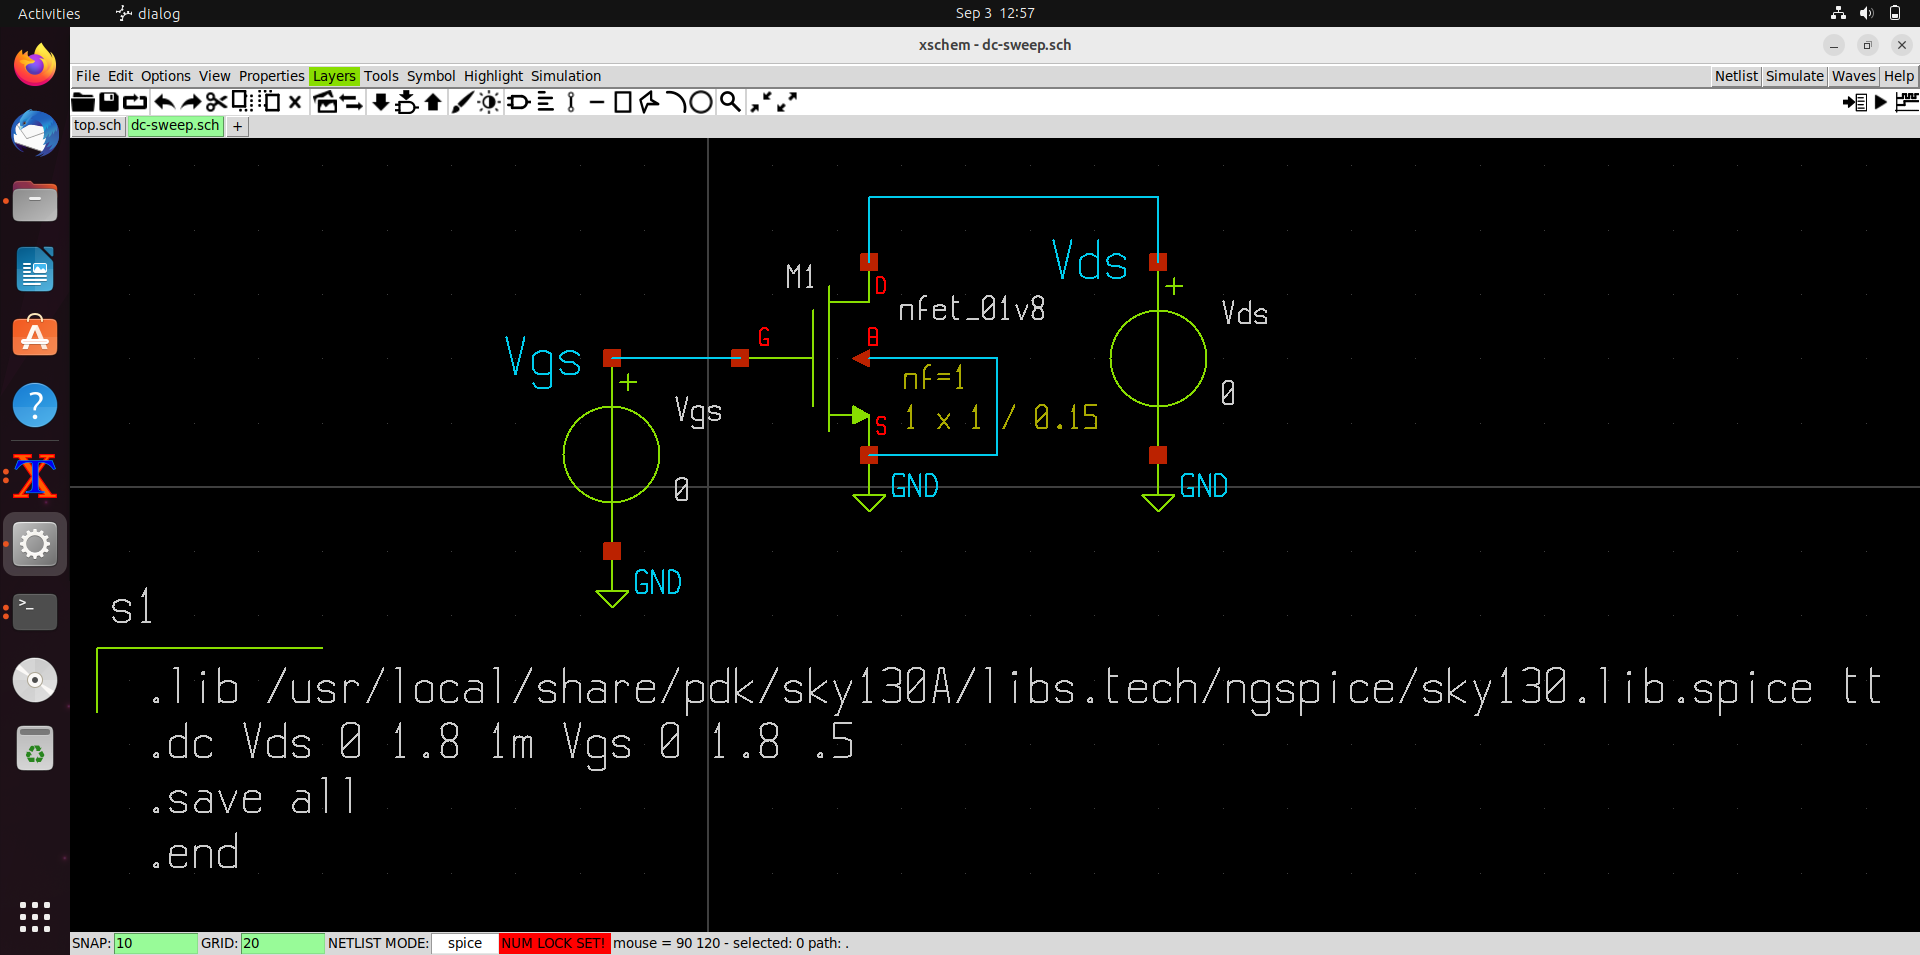 Activities
dialog
Sep 3 12:57
xschem - dc-sweep.sch
File Edit Options View Properties Layers Tools Symbol Highlight Simulation
Netlist Simulate Waves Help
top.sch dc-sweep.sch +
Vds
M1
D
nfet_01v8
+
Vds
G
B
Vgs
nf=1
+
0
Vgs
S
1 x 1 / 0.15
0
GND
GND
GND
s1
.lib /usr/local/share/pdk/sky130A/libs.tech/ngspice/sky130.lib.spice tt
.dc Vds 0 1.8 1m Vgs 0 1.8 .5
.save all
.end
SNAP: 10 GRID: 20 NETLIST MODE: spice NUM LOCK SET! mouse = 90 120 - selected: 0 path: .